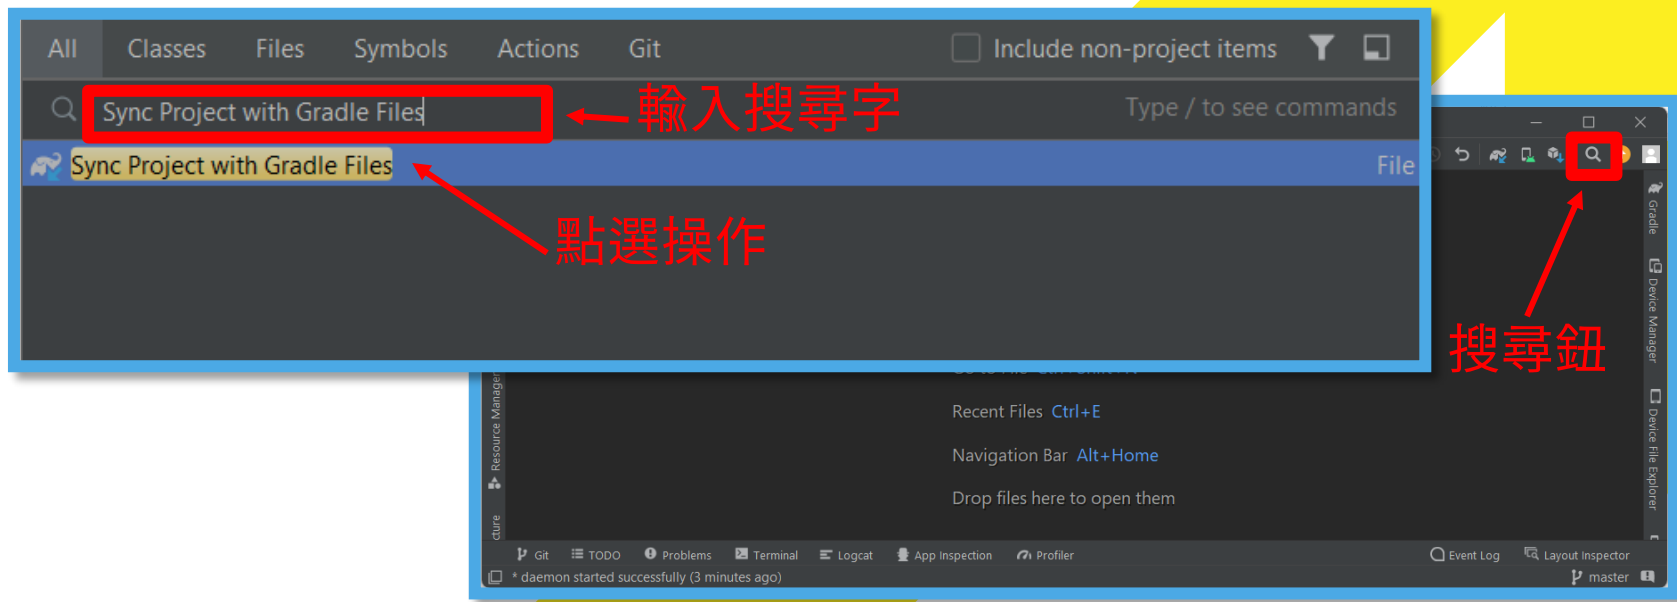 All Classes Files Symbols Actions Git Include non-project items
Sync Project with Gradle Files Type / to see commands
輸入搜尋字
Sync Project with Gradle Files File
點選操作
搜尋鈕
Gradle
Device Manager
Device File Explorer
Resource Manager
Recent Files Ctrl+E
Navigation Bar Alt+Home
Drop files here to open them
Git TODO Problems Terminal Logcat App Inspection Profiler Event Log Layout Inspector
* daemon started successfully (3 minutes ago) master